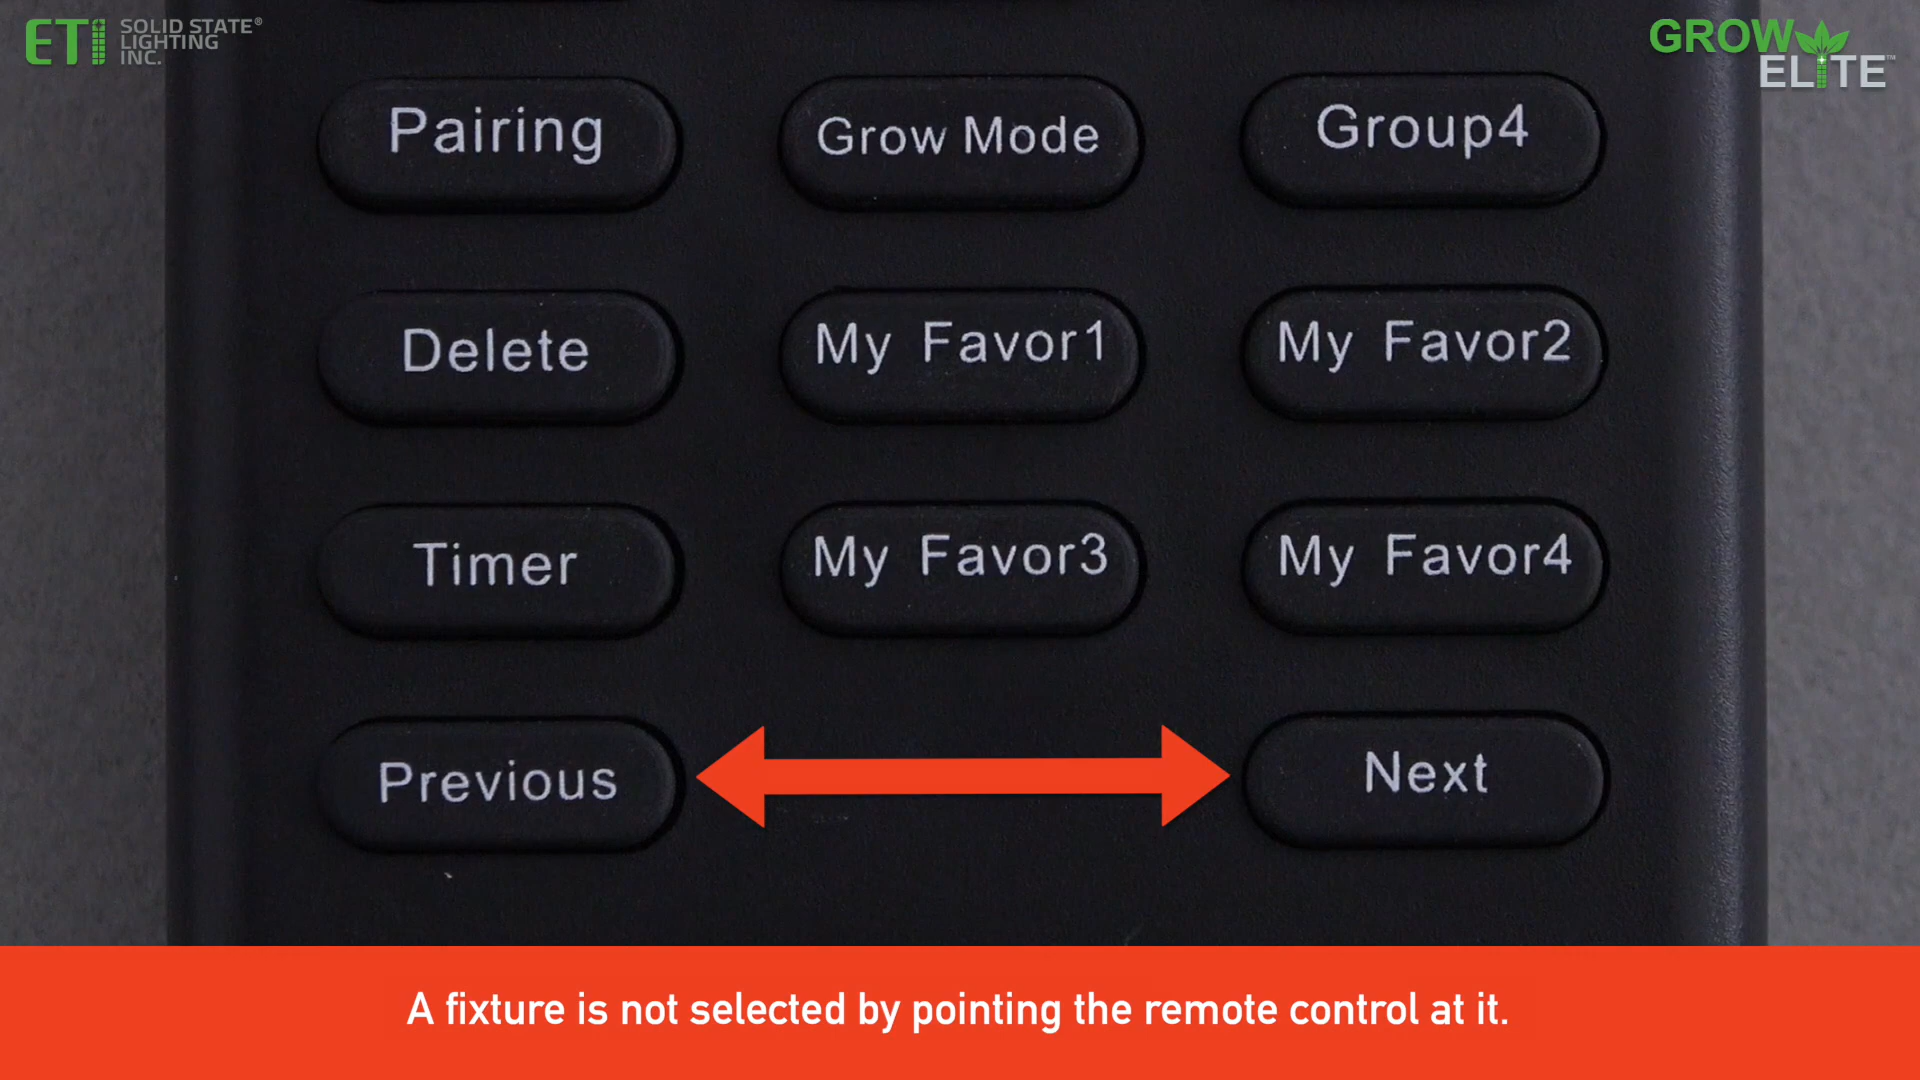 ETI SOLID STATE®
LIGHTING
INC.
GROW
ELITE™
Pairing
Grow Mode
Group4
Delete
My Favor1
My Favor2
Timer
My Favor3
My Favor4
Previous
Next
A fixture is not selected by pointing the remote control at it.